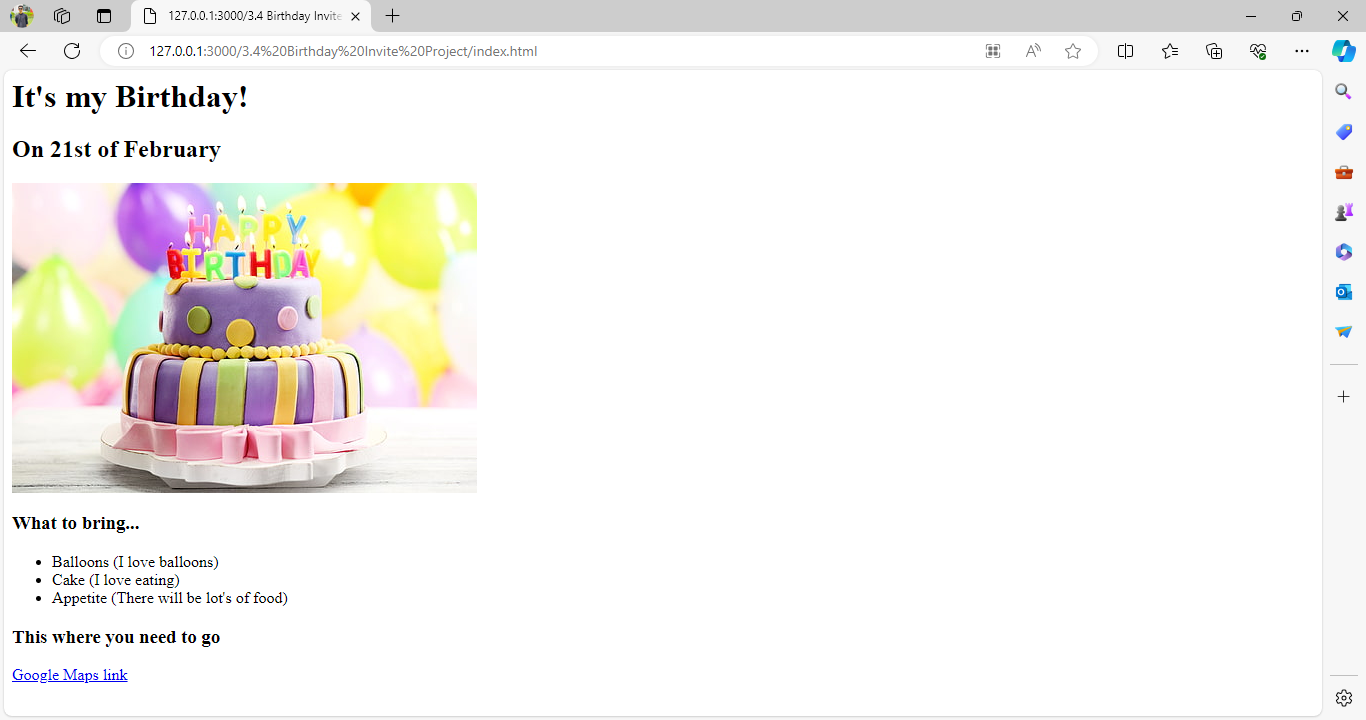 127.0.0.1:3000/3.4 Birthday Invite
127.0.0.1:3000/3.4%20Birthday%20Invite%20Project/index.html
It's my Birthday!
On 21st of February
HAPPY
BIRTHDAY
What to bring...
Balloons (I love balloons)
Cake (I love eating)
Appetite (There will be lot's of food)
This where you need to go
Google Maps link